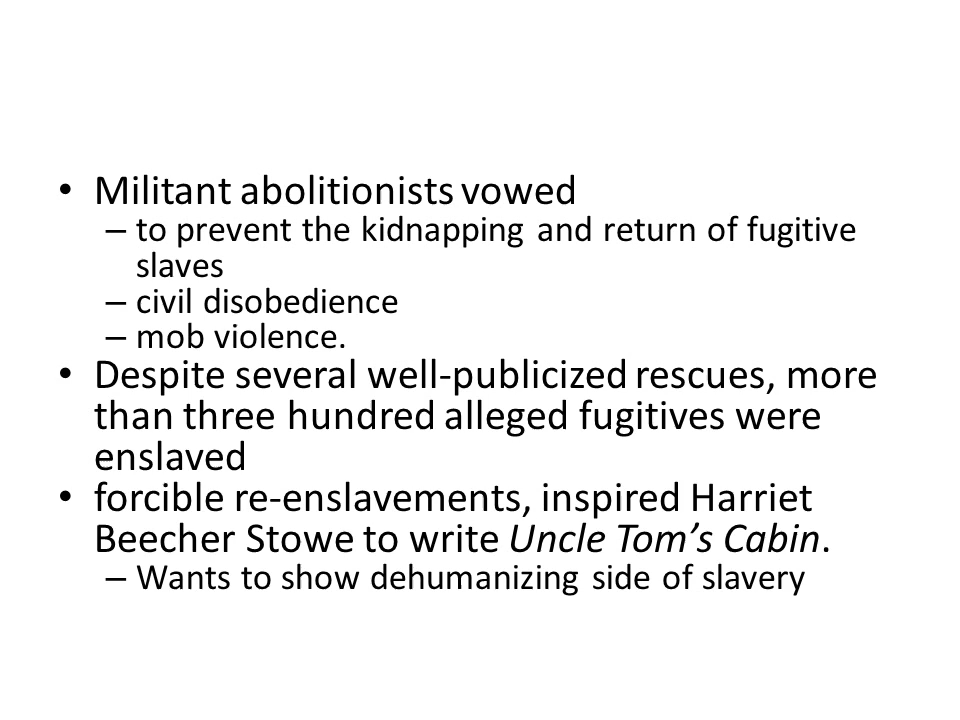 • Militant abolitionists vowed
– to prevent the kidnapping and return of fugitive
slaves
– civil disobedience
– mob violence.
• Despite several well-publicized rescues, more
than three hundred alleged fugitives were
enslaved
• forcible re-enslavements, inspired Harriet
Beecher Stowe to write Uncle Tom’s Cabin.
– Wants to show dehumanizing side of slavery